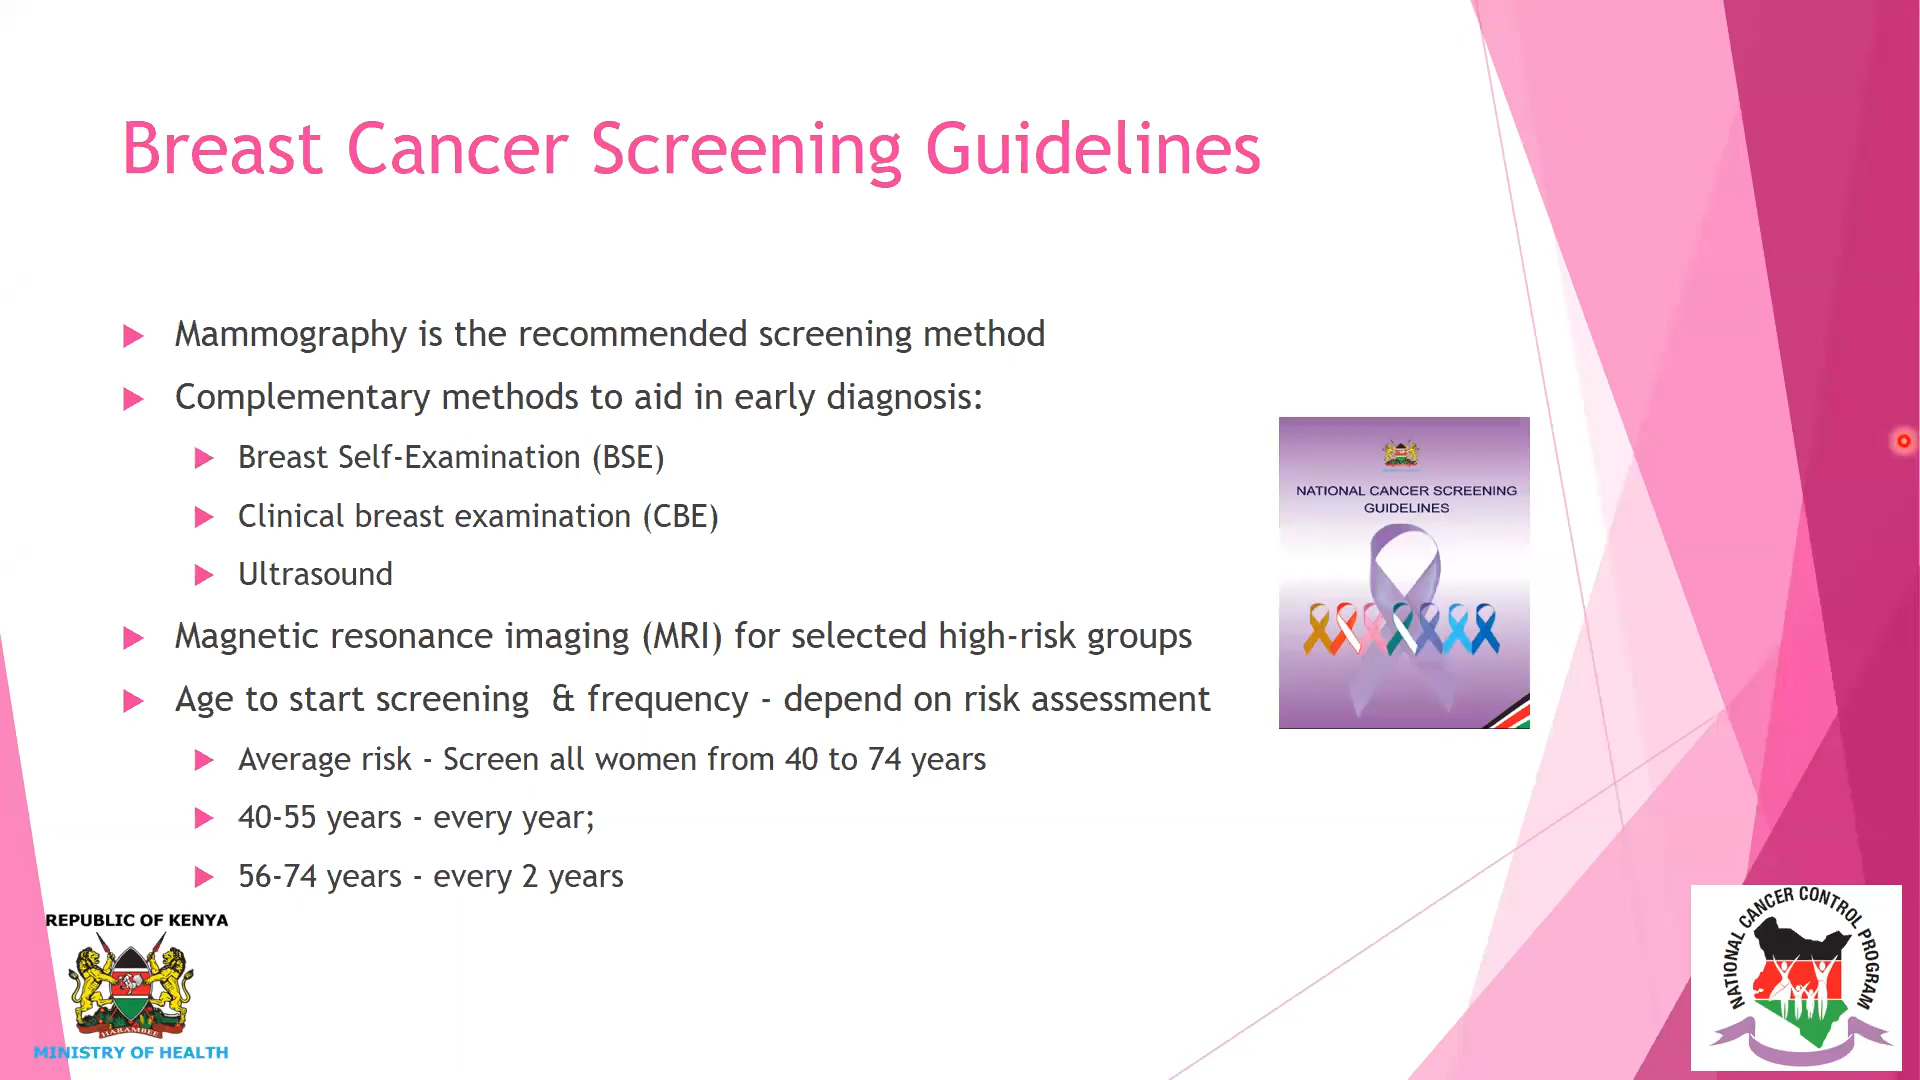 Breast Cancer Screening Guidelines
Mammography is the recommended screening method
Complementary methods to aid in early diagnosis:
Breast Self-Examination (BSE)
Clinical breast examination (CBE)
Ultrasound
Magnetic resonance imaging (MRI) for selected high-risk groups
Age to start screening & frequency - depend on risk assessment
Average risk - Screen all women from 40 to 74 years
40-55 years - every year;
56-74 years - every 2 years
NATIONAL CANCER SCREENING
GUIDELINES
REPUBLIC OF KENYA
HARAMBEE
MINISTRY OF HEALTH
NATIONAL CANCER CONTROL PROGRAM